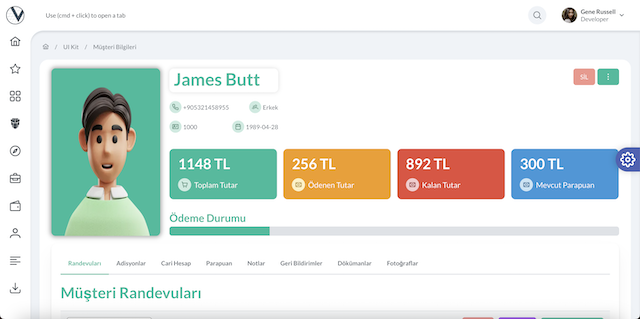 V
Use (cmd + click) to open a tab
Gene Russell
Developer
/ UI Kit / Müşteri Bilgileri
James Butt
SİL
+905321458955
Erkek
1000
1989-04-28
1148 TL
Toplam Tutar
256 TL
Ödenen Tutar
892 TL
Kalan Tutar
300 TL
Mevcut Parapuan
Ödeme Durumu
Randevuları Adisyonlar Cari Hesap Parapuan Notlar Geri Bildirimler Dökümanlar Fotoğraflar
Müşteri Randevuları